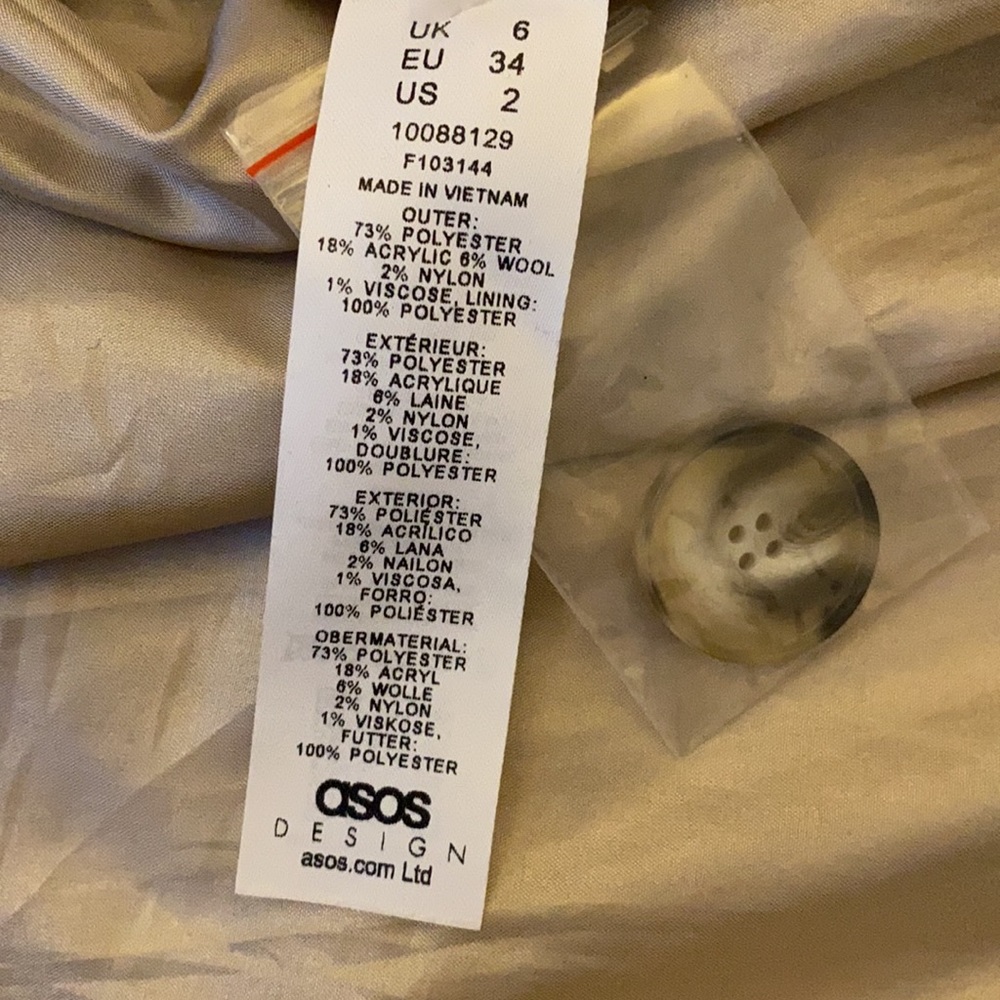 UK 6
EU 34
US 2
10088129
F103144
MADE IN VIETNAM
OUTER:
73% POLYESTER
18% ACRYLIC 6% WOOL
2% NYLON
1% VISCOSE, LINING:
100% POLYESTER
EXTÉRIEUR:
73% POLYESTER
18% ACRYLIQUE
6% LAINE
2% NYLON
1% VISCOSE,
DOUBLURE:
100% POLYESTER
EXTERIOR:
73% POLIÉSTER
18% ACRÍLICO
6% LANA
2% NAILON
1% VISCOSA,
FORRO:
100% POLIÉSTER
OBERMATERIAL:
73% POLYESTER
18% ACRYL
6% WOLLE
2% NYLON
1% VISKOSE,
FUTTER:
100% POLYESTER
asos
DESIGN
asos.com Ltd